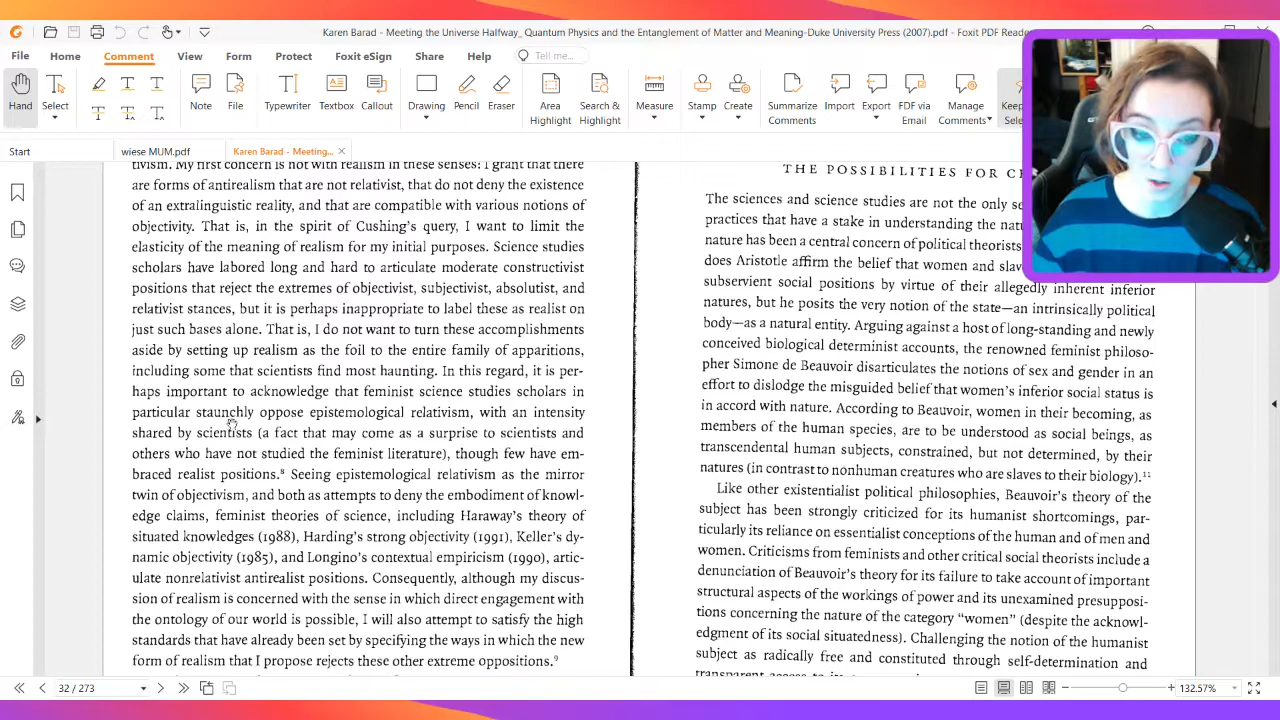 Karen Barad - Meeting the Universe Halfway_ Quantum Physics and the Entanglement of Matter and Meaning-Duke University Press (2007).pdf - Foxit PDF Reade
File Home Comment View Form Protect Foxit eSign Share Help Tell me...
Hand Select Note File Typewriter Textbox Callout Drawing Pencil Eraser Area Highlight Search & Highlight Measure Stamp Create Summarize Comments Import Export FDF via Email Manage Comments Keep Sele
Start wiese MUM.pdf Karen Barad - Meeting...
tivism. My first concern is not with realism in these senses: I grant that there
are forms of antirealism that are not relativist, that do not deny the existence
of an extralinguistic reality, and that are compatible with various notions of
objectivity. That is, in the spirit of Cushing's query, I want to limit the
elasticity of the meaning of realism for my initial purposes. Science studies
scholars have labored long and hard to articulate moderate constructivist
positions that reject the extremes of objectivist, subjectivist, absolutist, and
relativist stances, but it is perhaps inappropriate to label these as realist on
just such bases alone. That is, I do not want to turn these accomplishments
aside by setting up realism as the foil to the entire family of apparitions,
including some that scientists find most haunting. In this regard, it is per-
haps important to acknowledge that feminist science studies scholars in
particular staunchly oppose epistemological relativism, with an intensity
shared by scientists (a fact that may come as a surprise to scientists and
others who have not studied the feminist literature), though few have em-
braced realist positions.⁸ Seeing epistemological relativism as the mirror
twin of objectivism, and both as attempts to deny the embodiment of knowl-
edge claims, feminist theories of science, including Haraway's theory of
situated knowledges (1988), Harding's strong objectivity (1991), Keller's dy-
namic objectivity (1985), and Longino's contextual empiricism (1990), artic-
ulate nonrelativist antirealist positions. Consequently, although my discus-
sion of realism is concerned with the sense in which direct engagement with
the ontology of our world is possible, I will also attempt to satisfy the high
standards that have already been set by specifying the ways in which the new
form of realism that I propose rejects these other extreme oppositions.⁹
THE POSSIBILITIES FOR
The sciences and science studies are not the only
practices that have a stake in understanding the
nature has been a central concern of political theorists
does Aristotle affirm the belief that women and
subservient social positions by virtue of their allegedly inherent inferior
natures, but he posits the very notion of the state—an intrinsically political
body—as a natural entity. Arguing against a host of long-standing and newly
conceived biological determinist accounts, the renowned feminist philoso-
pher Simone de Beauvoir disarticulates the notions of sex and gender in an
effort to dislodge the misguided belief that women's inferior social status is
in accord with nature. According to Beauvoir, women in their becoming, as
members of the human species, are to be understood as social beings, as
transcendental human subjects, constrained, but not determined, by their
natures (in contrast to nonhuman creatures who are slaves to their biology).¹¹
Like other existentialist political philosophies, Beauvoir's theory of the
subject has been strongly criticized for its humanist shortcomings, par-
ticularly its reliance on essentialist conceptions of the human and of men and
women. Criticisms from feminists and other critical social theorists include a
denunciation of Beauvoir's theory for its failure to take account of important
structural aspects of the workings of power and its unexamined presupposi-
tions concerning the nature of the category "women" (despite the acknowl-
edgment of its social situatedness). Challenging the notion of the humanist
subject as radically free and constituted through self-determination and
transparent access to its
32 / 273
132.57%